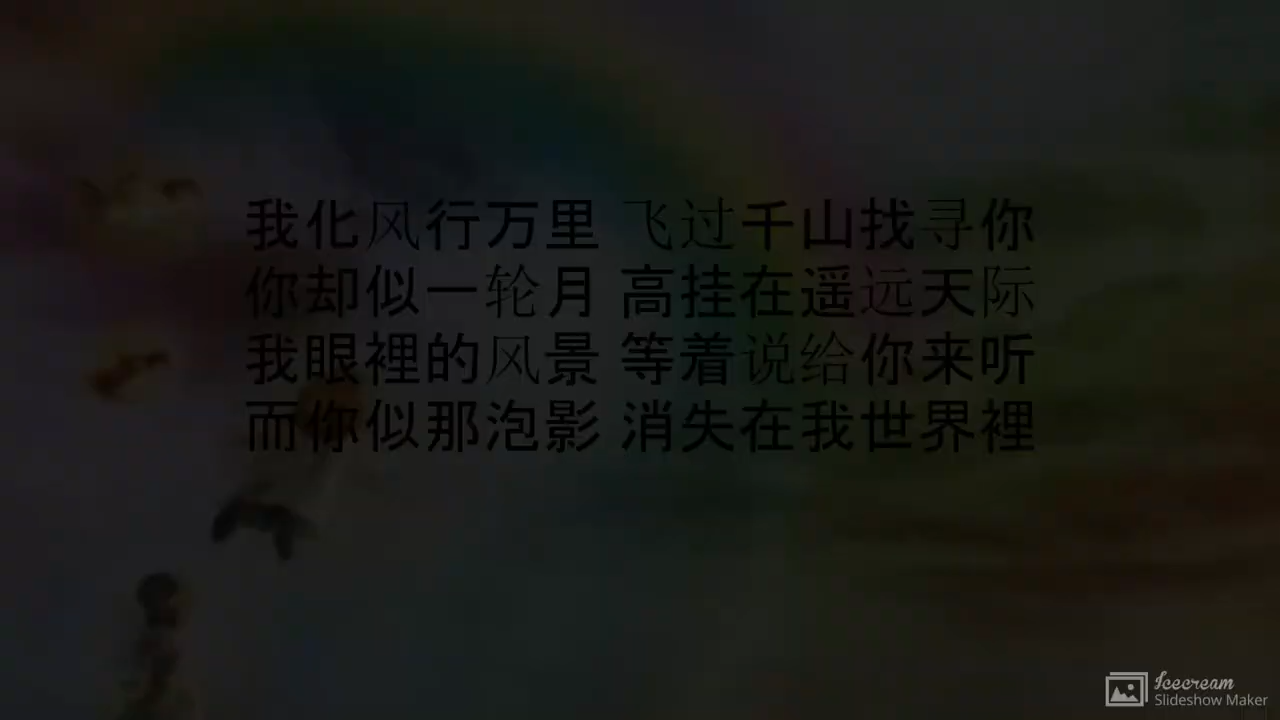 我化风行万里 飞过千山找寻你
你却似一轮月 高挂在遥远天际
我眼裡的风景 等着说给你来听
而你似那泡影 消失在我世界裡
Icecream
Slideshow Maker